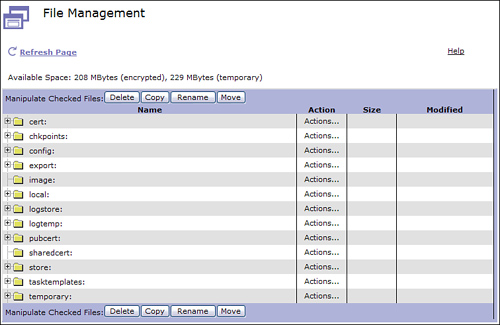 File Management
Refresh Page
Help
Available Space: 208 MBytes (encrypted), 229 MBytes (temporary)
Manipulate Checked Files: Delete Copy Rename Move
Name Action Size Modified
cert: Actions...
chkpoints: Actions...
config: Actions...
export: Actions...
image: Actions...
local: Actions...
logstore: Actions...
logtemp: Actions...
pubcert: Actions...
sharedcert: Actions...
store: Actions...
tasktemplates: Actions...
temporary: Actions...
Manipulate Checked Files: Delete Copy Rename Move